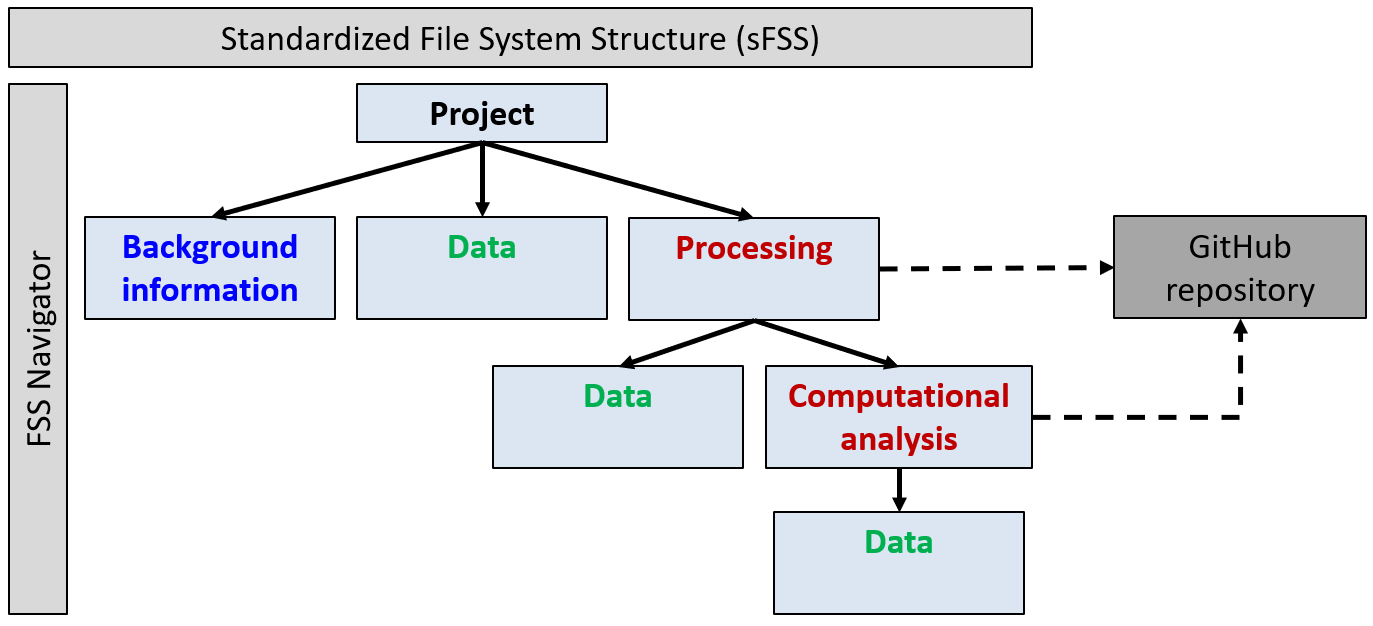 Standardized File System Structure (sFSS)
FSS Navigator
Project
Background
information
Data
Processing
GitHub
repository
Data
Computational
analysis
Data